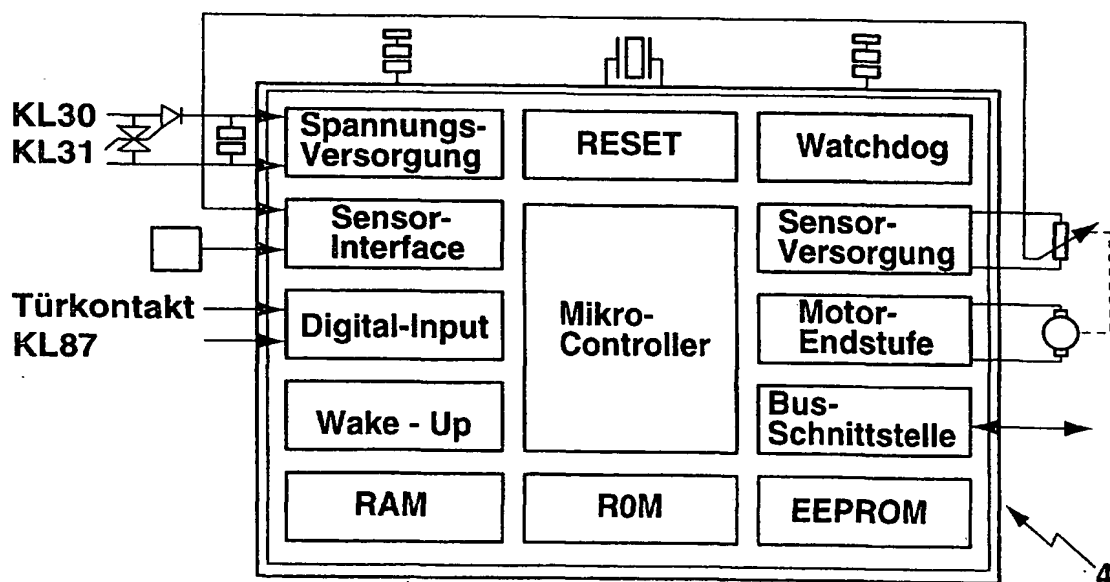 KL30
KL31
Spannungs-
Versorgung
RESET
Watchdog
Sensor-
Interface
Sensor-
Versorgung
Türkontakt
KL87
Digital-Input
Mikro-
Controller
Motor-
Endstufe
Wake - Up
Bus-
Schnittstelle
RAM
R0M
EEPROM
4